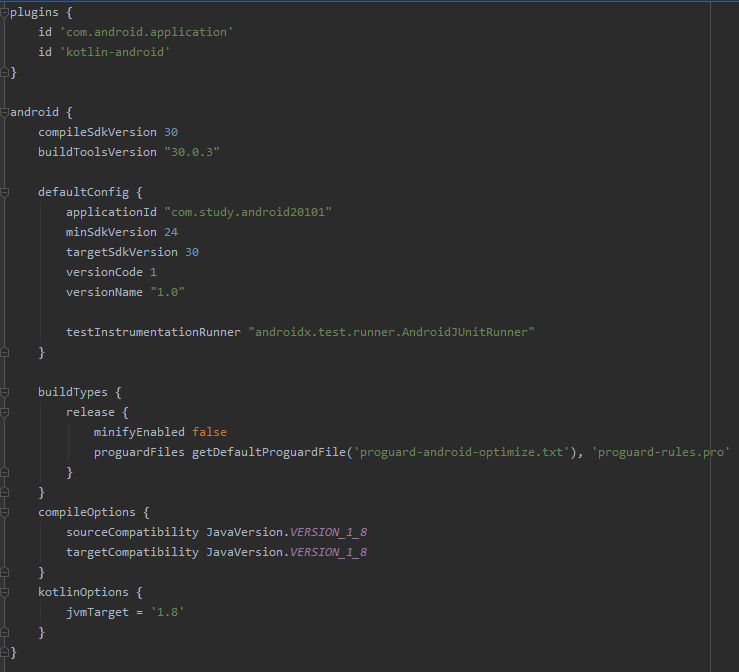 plugins {
    id 'com.android.application'
    id 'kotlin-android'
}
android {
    compileSdkVersion 30
    buildToolsVersion "30.0.3"
    defaultConfig {
        applicationId "com.study.android20101"
        minSdkVersion 24
        targetSdkVersion 30
        versionCode 1
        versionName "1.0"
        testInstrumentationRunner "androidx.test.runner.AndroidJUnitRunner"
    }
    buildTypes {
        release {
            minifyEnabled false
            proguardFiles getDefaultProguardFile('proguard-android-optimize.txt'), 'proguard-rules.pro'
        }
    }
    compileOptions {
        sourceCompatibility JavaVersion.VERSION_1_8
        targetCompatibility JavaVersion.VERSION_1_8
    }
    kotlinOptions {
        jvmTarget = '1.8'
    }
}